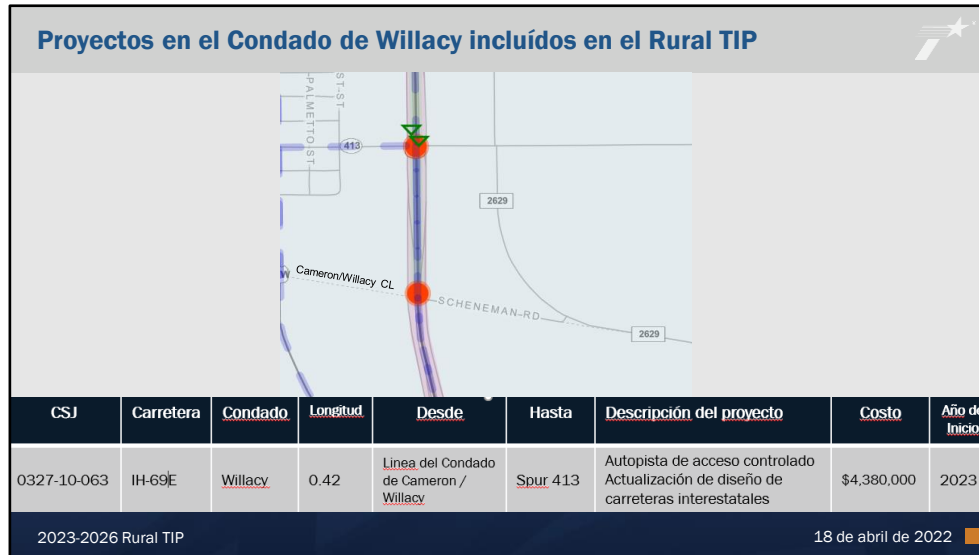 Proyectos en el Condado de Willacy incluídos en el Rural TIP
ST-ST
PALMETTO-ST
413
2629
W
Cameron/Willacy CL
SCHENEMAN-RD
2629
CSJ
Carretera
Condado
Longitud
Desde
Hasta
Descripción del proyecto
Costo
Año de
Inicio
0327-10-063
IH-69E
Willacy
0.42
Linea del Condado
de Cameron /
Willacy
Spur 413
Autopista de acceso controlado
Actualización de diseño de
carreteras interestatales
$4,380,000
2023
2023-2026 Rural TIP
18 de abril de 2022